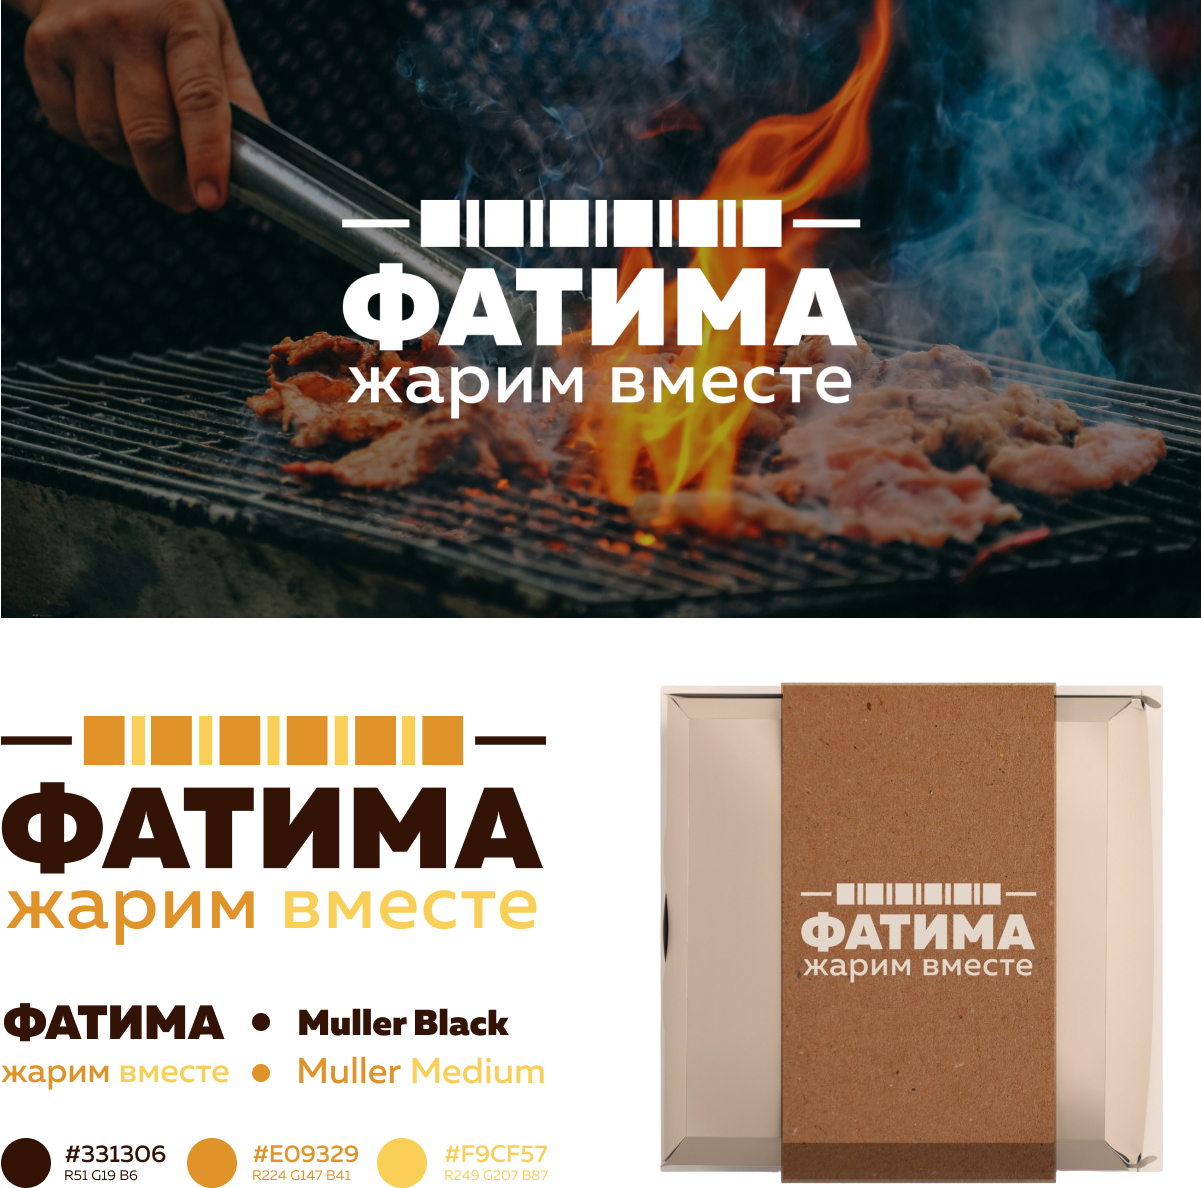 ФАТИМА
жарим вместе
ФАТИМА
жарим вместе
ФАТИМА • Muller Black
жарим вместе • Muller Medium
#331306 #E09329 #F9CF57
R51 G19 B6 R224 G147 B41 R249 G207 B87
ФАТИМА
жарим вместе